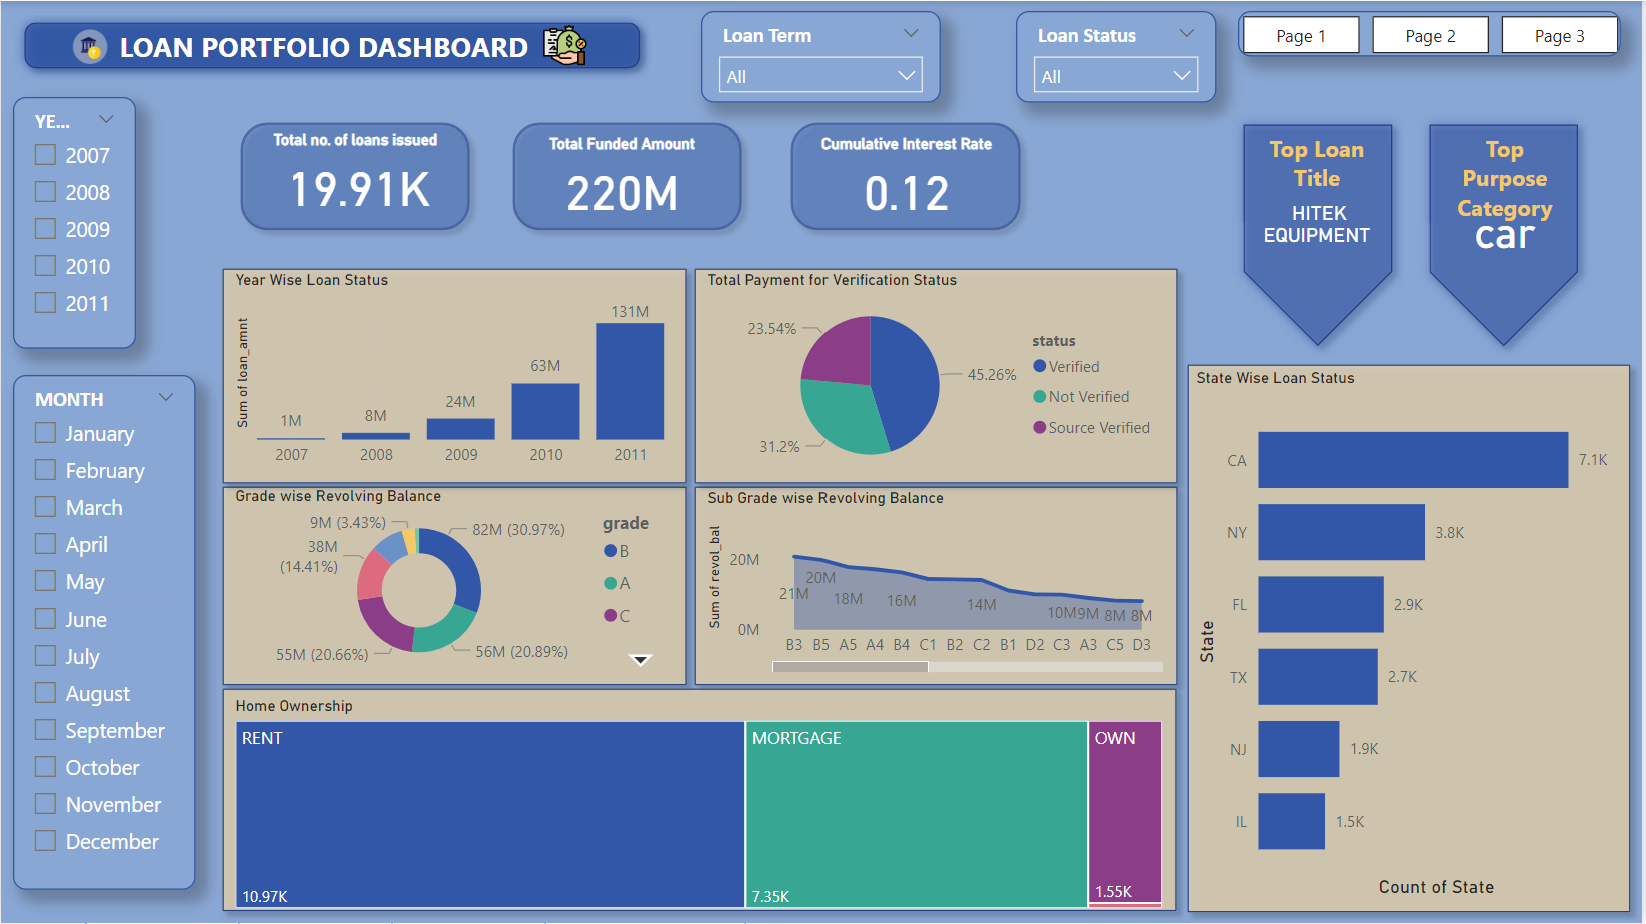 LOAN PORTFOLIO DASHBOARD
Loan Term
All
Loan Status
All
Page 1
Page 2
Page 3
YE...
2007
2008
2009
2010
2011
MONTH
January
February
March
April
May
June
July
August
September
October
November
December
Total no. of loans issued
19.91K
Total Funded Amount
220M
Cumulative Interest Rate
0.12
Top Loan
Title
HITEK
EQUIPMENT
Top
Purpose
Category
car
Year Wise Loan Status
Sum of loan_amnt
1M
8M
24M
63M
131M
2007
2008
2009
2010
2011
Total Payment for Verification Status
23.54%
45.26%
31.2%
status
Verified
Not Verified
Source Verified
Grade wise Revolving Balance
9M (3.43%)
82M (30.97%)
38M
(14.41%)
55M (20.66%)
56M (20.89%)
grade
B
A
C
Sub Grade wise Revolving Balance
Sum of revol_bal
20M
0M
21M
20M
18M
16M
14M
10M
9M
8M
8M
B3
B5
A5
A4
B4
C1
B2
C2
B1
D2
C3
A3
C5
D3
Home Ownership
RENT
10.97K
MORTGAGE
7.35K
OWN
1.55K
State Wise Loan Status
State
CA
7.1K
NY
3.8K
FL
2.9K
TX
2.7K
NJ
1.9K
IL
1.5K
Count of State